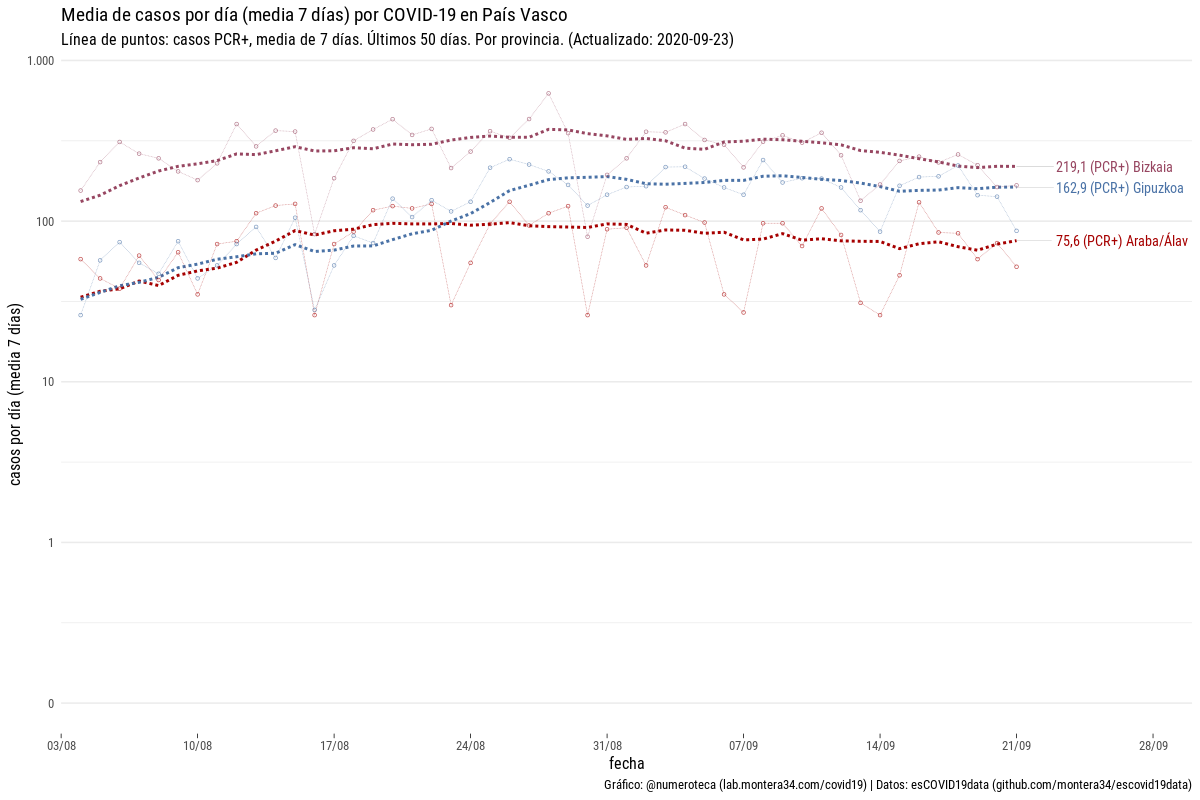 Media de casos por día (media 7 días) por COVID-19 en País Vasco
Línea de puntos: casos PCR+, media de 7 días. Últimos 50 días. Por provincia. (Actualizado: 2020-09-23)
casos por día (media 7 días)
1.000
100
10
1
0
219,1 (PCR+) Bizkaia
162,9 (PCR+) Gipuzkoa
75,6 (PCR+) Araba/Álav
03/08 10/08 17/08 24/08 31/08 07/09 14/09 21/09 28/09
fecha
Gráfico: @numeroteca (lab.montera34.com/covid19) | Datos: esCOVID19data (github.com/montera34/escovid19data)